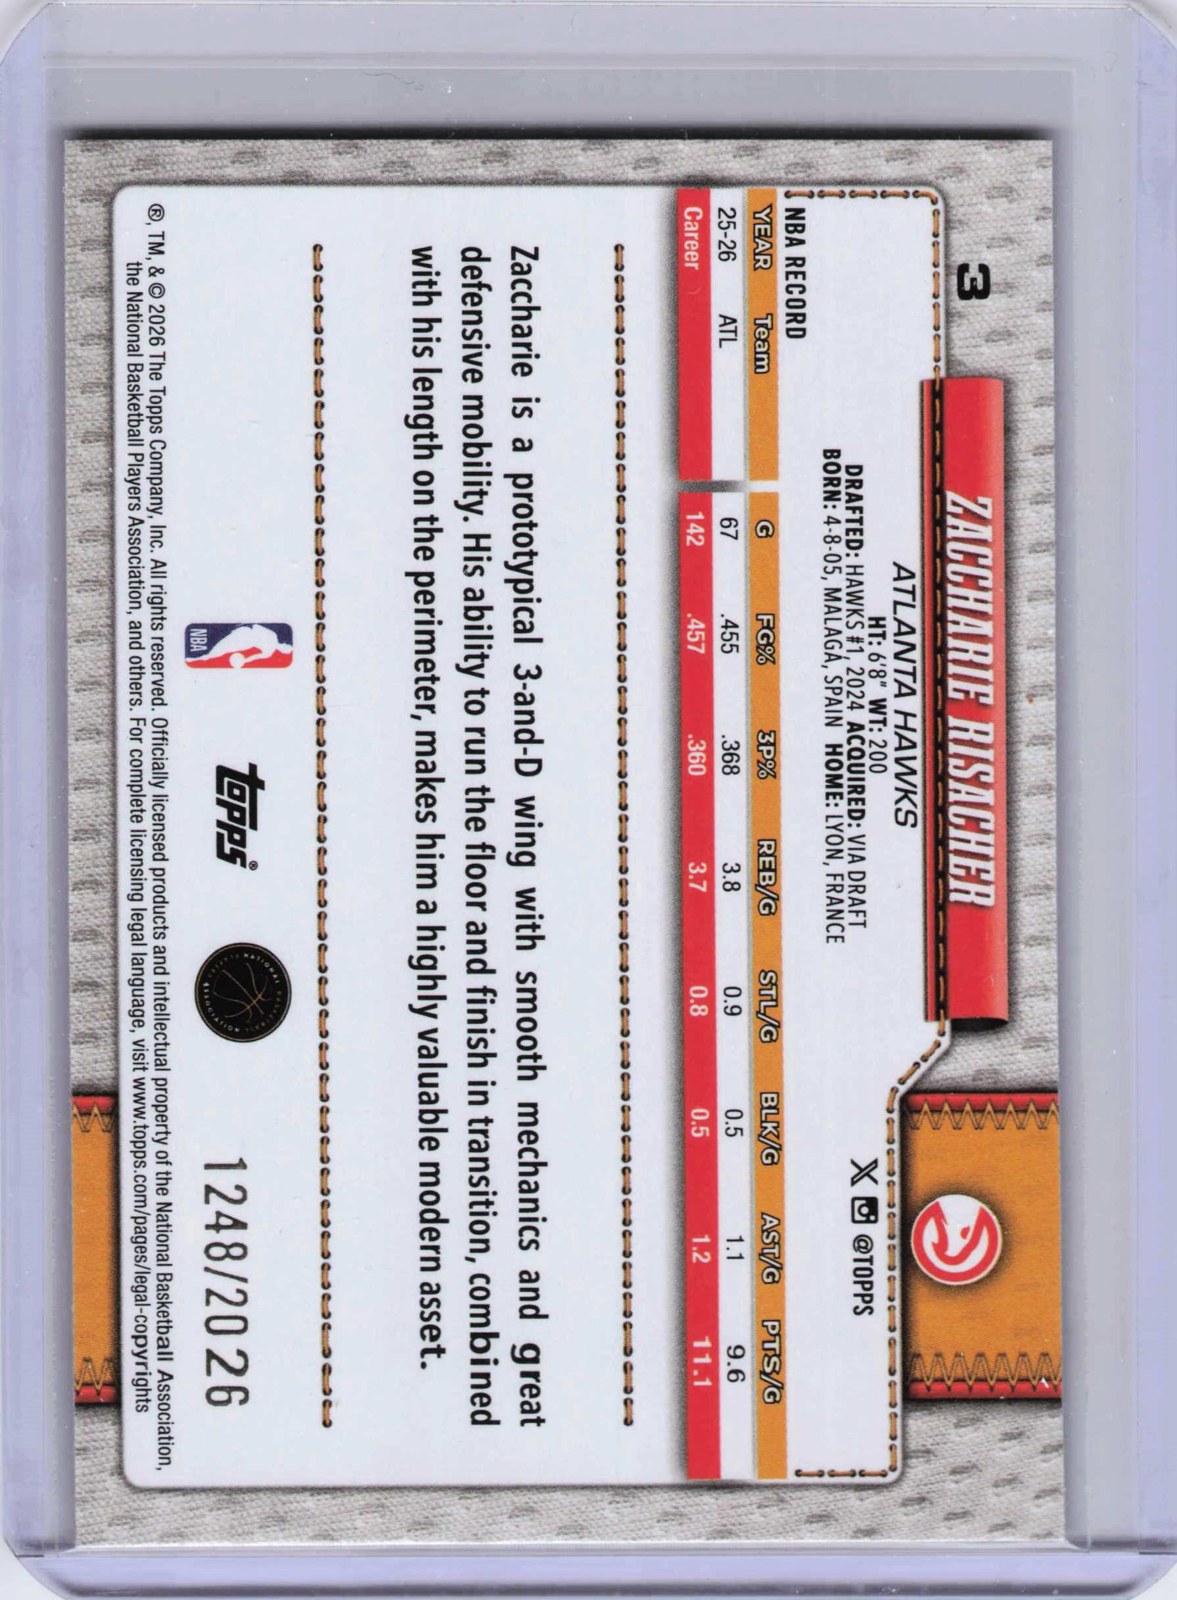 3
ZACCHARIE RISACHER
ATLANTA HAWKS
HT: 6'8" WT: 200
DRAFTED: HAWKS #1, 2024 ACQUIRED: VIA DRAFT
BORN: 4-8-05, MALAGA, SPAIN HOME: LYON, FRANCE
X @TOPPS
NBA RECORD
YEAR Team G FG% 3P% REB/G STL/G BLK/G AST/G PTS/G
25-26 ATL 67 .455 .368 3.8 0.9 0.5 1.1 9.6
Career 142 .457 .360 3.7 0.8 0.5 1.2 11.1
Zaccharie is a prototypical 3-and-D wing with smooth mechanics and great
defensive mobility. His ability to run the floor and finish in transition, combined
with his length on the perimeter, makes him a highly valuable modern asset.
NBA
topps®
NATIONAL BASKETBALL ASSOCIATION
1248/2026
®, TM, & © 2026 The Topps Company, Inc. All rights reserved. Officially licensed products and intellectual property of the National Basketball Association,
the National Basketball Players Association, and others. For complete licensing legal language, visit www.topps.com/pages/legal-copyrights